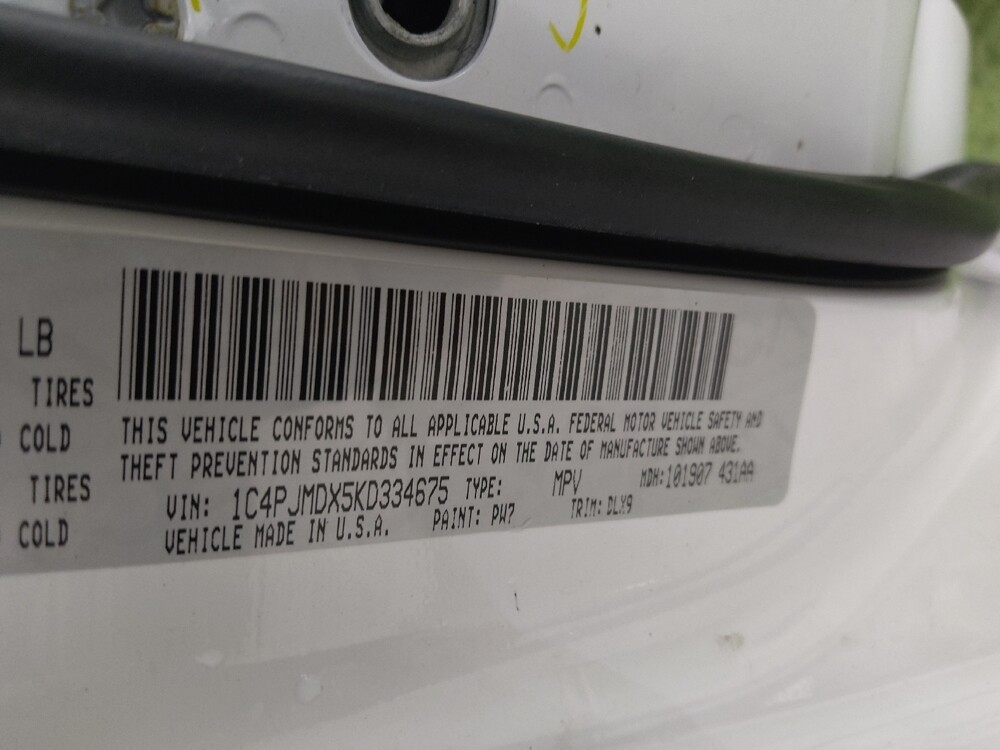 LB
TIRES
COLD
TIRES
COLD
THIS VEHICLE CONFORMS TO ALL APPLICABLE U.S.A. FEDERAL MOTOR VEHICLE SAFETY AND
THEFT PREVENTION STANDARDS IN EFFECT ON THE DATE OF MANUFACTURE SHOWN ABOVE.
VIN: 1C4PJMDX5KD334675 TYPE: MPV MDH:101907 431AA
VEHICLE MADE IN U.S.A. PAINT: PW7 TRIM: DLX9